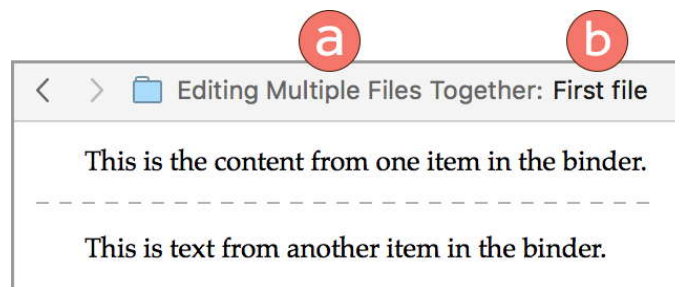 a b
Editing Multiple Files Together: First file
This is the content from one item in the binder.
This is text from another item in the binder.